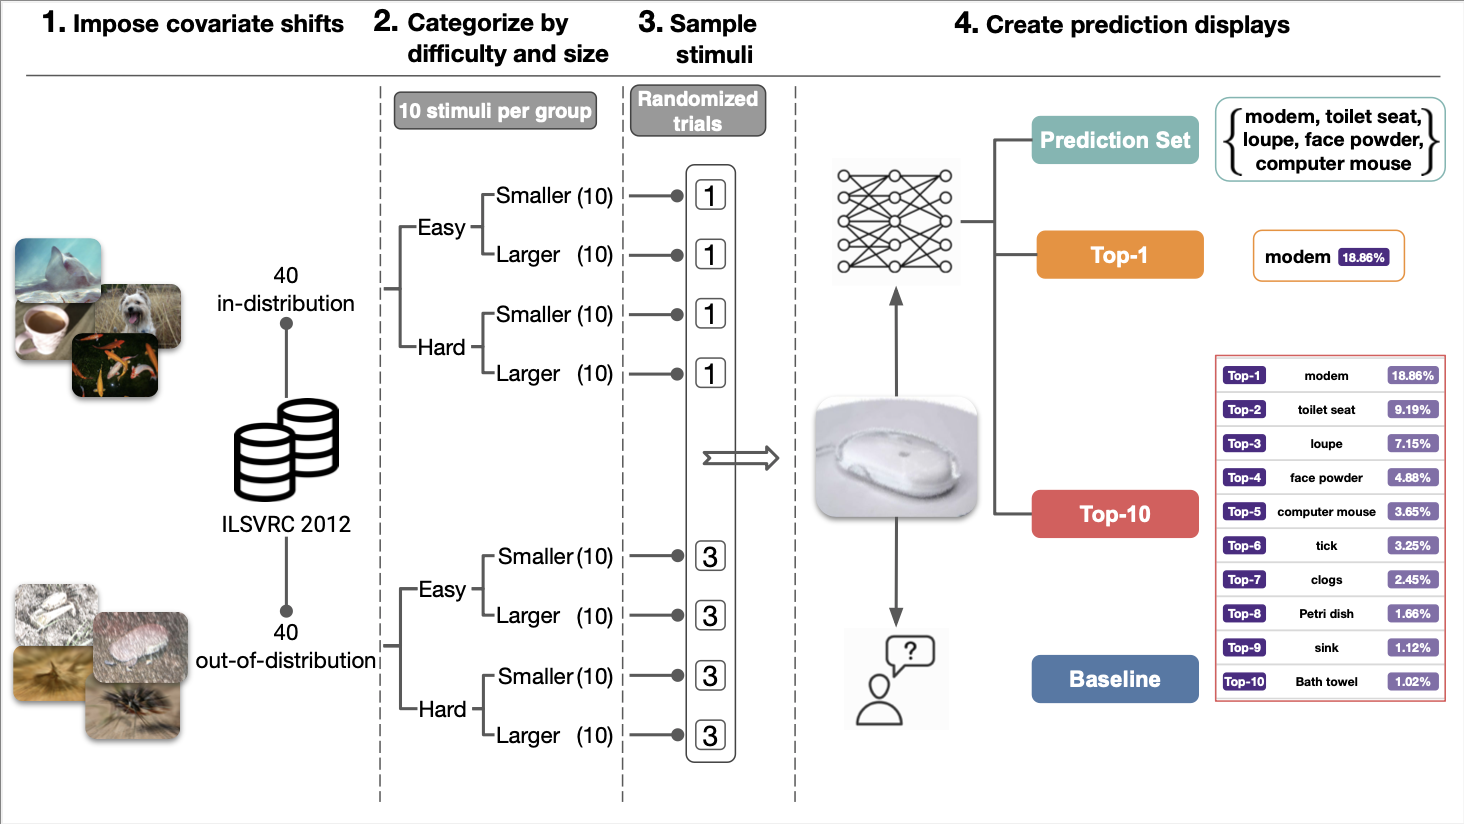 1. Impose covariate shifts
2. Categorize by
difficulty and size
3. Sample
stimuli
4. Create prediction displays
40
in-distribution
ILSVRC 2012
40
out-of-distribution
10 stimuli per group
Easy
Smaller (10)
Larger (10)
Hard
Smaller (10)
Larger (10)
Easy
Smaller (10)
Larger (10)
Hard
Smaller (10)
Larger (10)
Randomized
trials
1
1
1
1
3
3
3
3
?
Prediction Set
{modem, toilet seat,
loupe, face powder,
computer mouse}
Top-1
modem 18.86%
Top-10
Top-1 modem 18.86%
Top-2 toilet seat 9.19%
Top-3 loupe 7.15%
Top-4 face powder 4.88%
Top-5 computer mouse 3.65%
Top-6 tick 3.25%
Top-7 clogs 2.45%
Top-8 Petri dish 1.66%
Top-9 sink 1.12%
Top-10 Bath towel 1.02%
Baseline